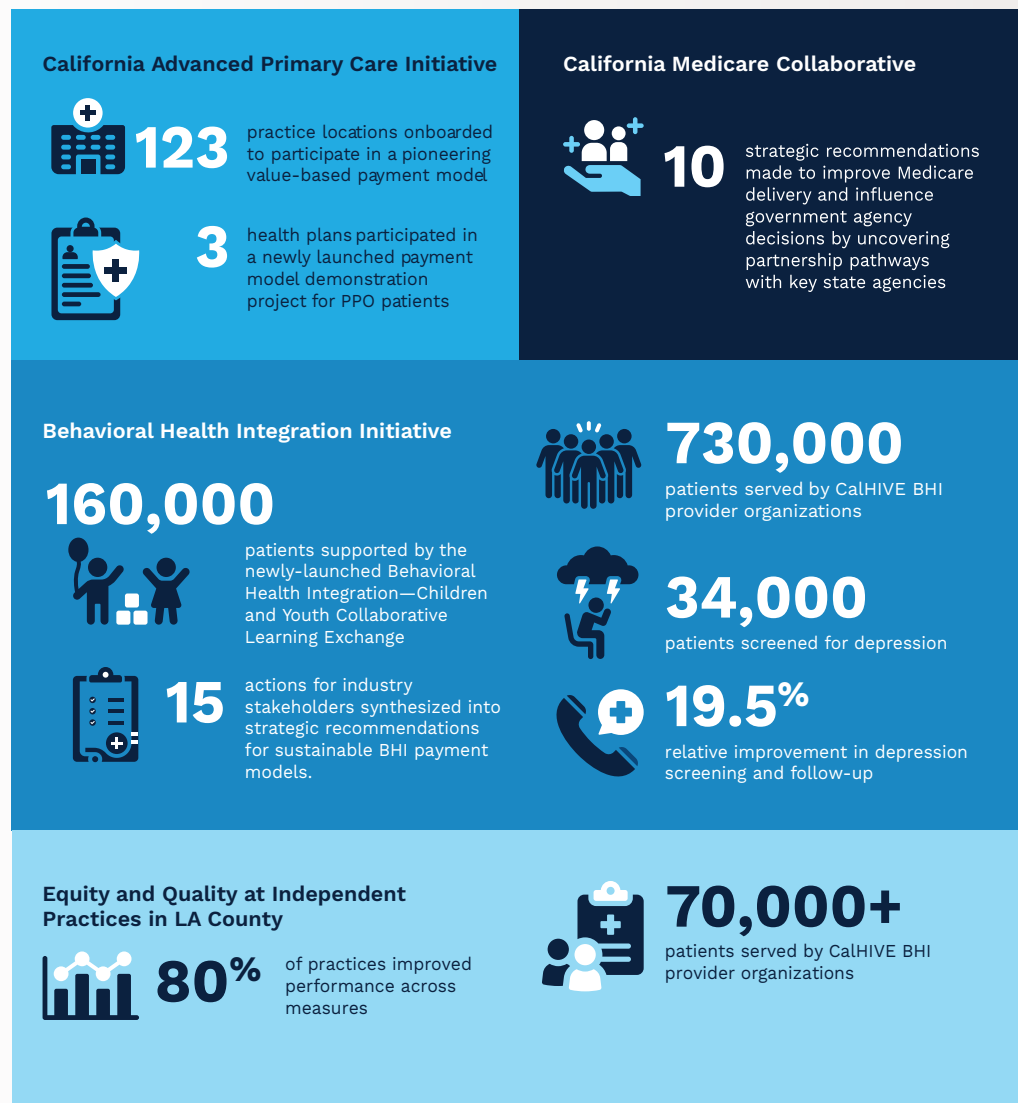 California Advanced Primary Care Initiative
123
practice locations onboarded
to participate in a pioneering
value-based payment model
3
health plans participated in
a newly launched payment
model demonstration
project for PPO patients
California Medicare Collaborative
10
strategic recommendations
made to improve Medicare
delivery and influence
government agency
decisions by uncovering
partnership pathways
with key state agencies
Behavioral Health Integration Initiative
160,000
patients supported by the
newly-launched Behavioral
Health Integration—Children
and Youth Collaborative
Learning Exchange
15
actions for industry
stakeholders synthesized into
strategic recommendations
for sustainable BHI payment
models.
730,000
patients served by CalHIVE BHI
provider organizations
34,000
patients screened for depression
19.5%
relative improvement in depression
screening and follow-up
Equity and Quality at Independent
Practices in LA County
80%
of practices improved
performance across
measures
70,000+
patients served by CalHIVE BHI
provider organizations